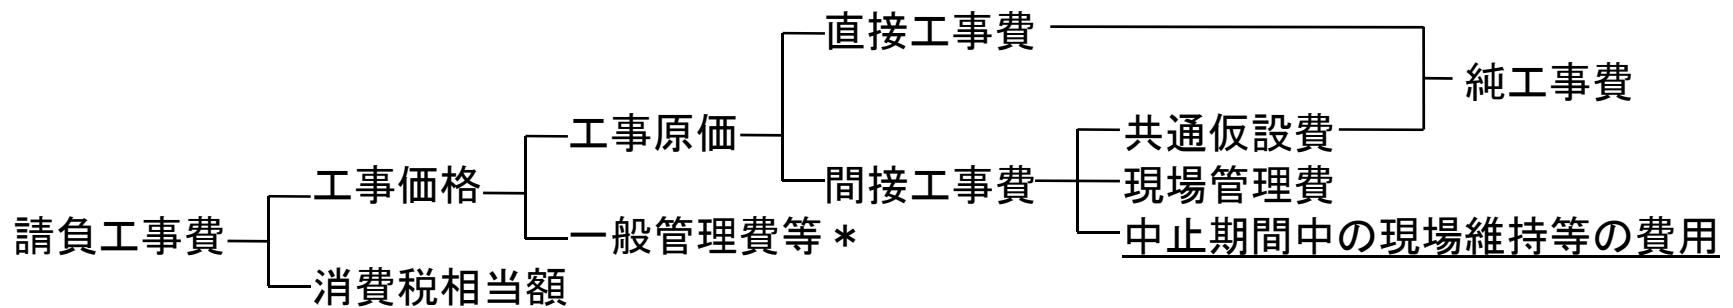 直接工事費
純工事費
工事原価
共通仮設費
工事価格
間接工事費
現場管理費
請負工事費
一般管理費等＊
中止期間中の現場維持等の費用
消費税相当額